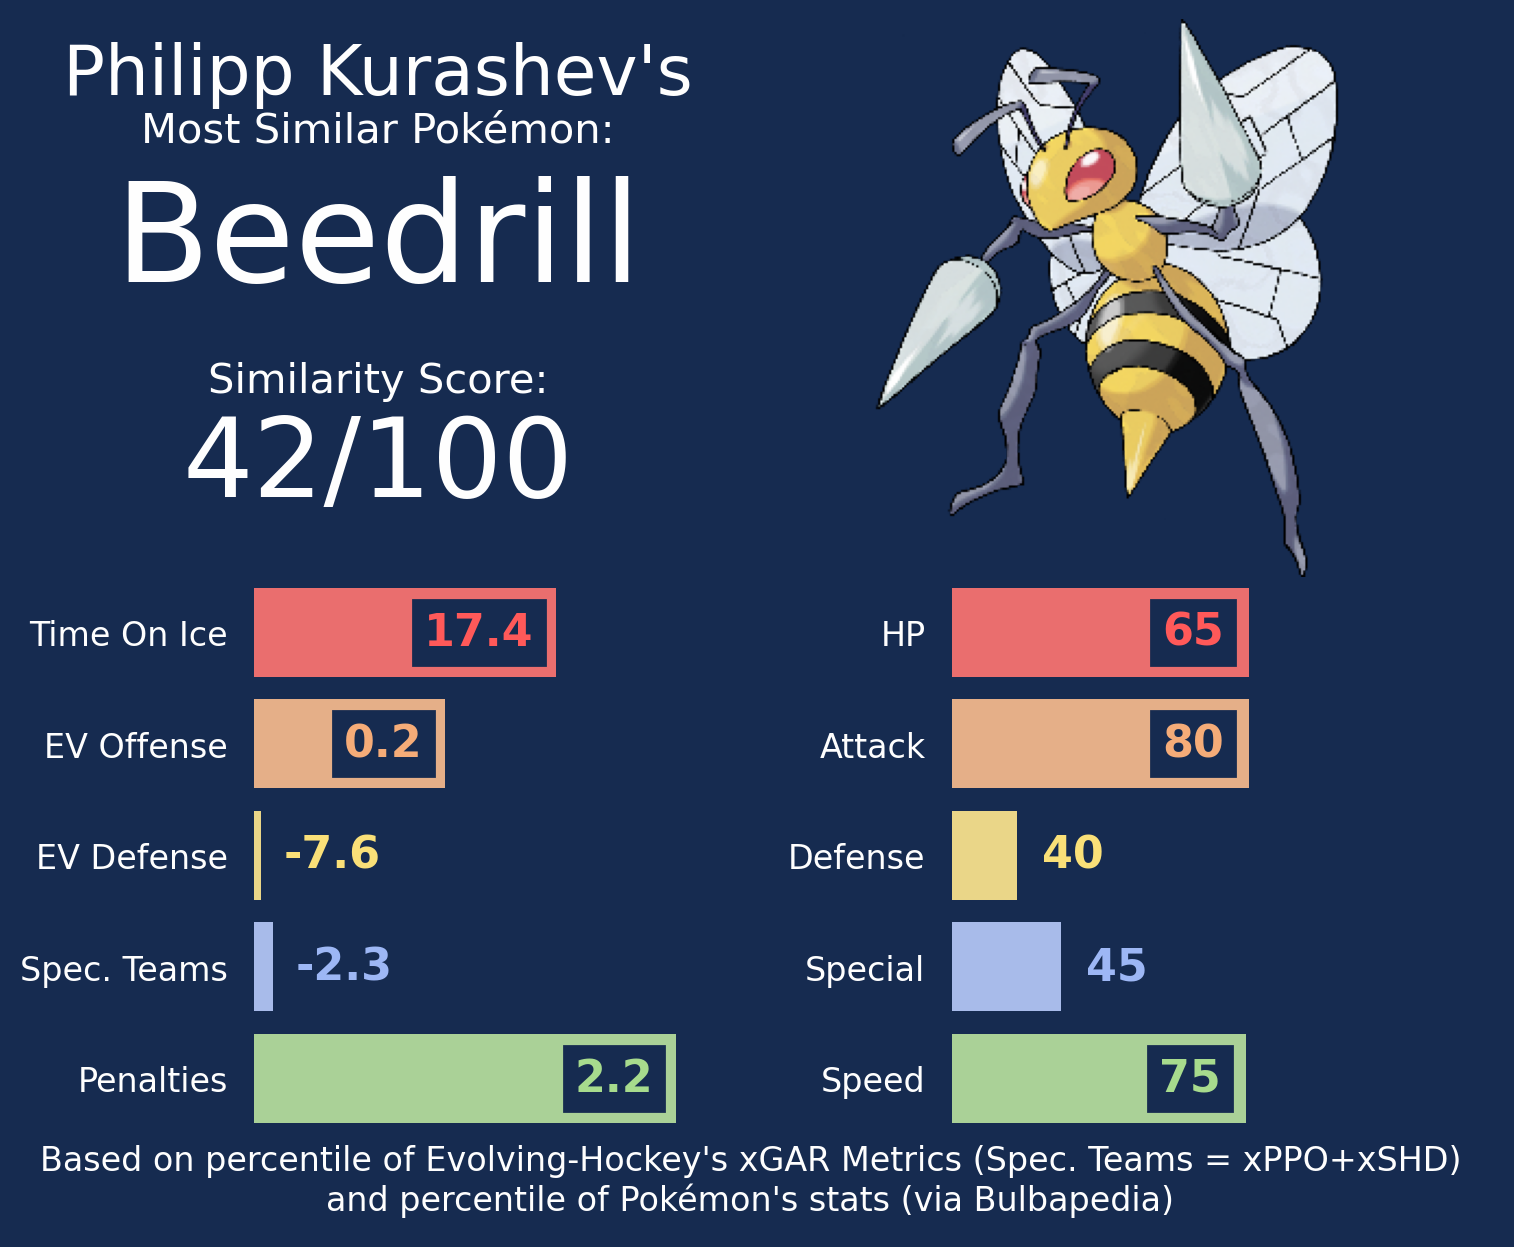 Philipp Kurashev's
Most Similar Pokémon:
Beedrill
Similarity Score:
42/100
Time On Ice 17.4
EV Offense 0.2
EV Defense -7.6
Spec. Teams -2.3
Penalties 2.2
HP 65
Attack 80
Defense 40
Special 45
Speed 75
Based on percentile of Evolving-Hockey's xGAR Metrics (Spec. Teams = xPPO+xSHD)
and percentile of Pokémon's stats (via Bulbapedia)